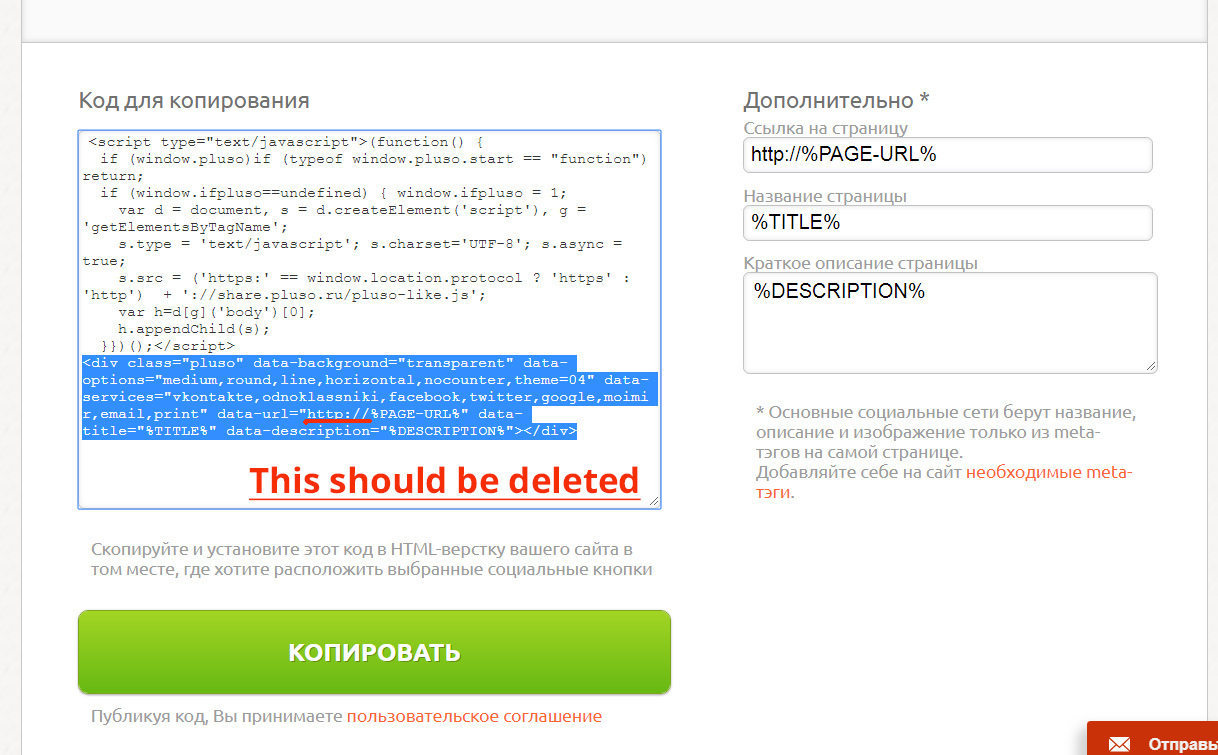 Код для копирования
<script type="text/javascript">(function() {
if (window.pluso)if (typeof window.pluso.start == "function")
return;
if (window.ifpluso==undefined) { window.ifpluso = 1;
var d = document, s = d.createElement('script'), g =
'getElementsByTagName';
s.type = 'text/javascript'; s.charset='UTF-8'; s.async =
true;
s.src = ('https:' == window.location.protocol ? 'https' :
'http')  + '://share.pluso.ru/pluso-like.js';
var h=d[g]('body')[0];
h.appendChild(s);
}})();</script>
<div class="pluso" data-background="transparent" data-
options="medium,round,line,horizontal,nocounter,theme=04" data-
services="vkontakte,odnoklassniki,facebook,twitter,google,moimi
r,email,print" data-url="http://%PAGE-URL%" data-
title="%TITLE%" data-description="%DESCRIPTION%"></div>
This should be deleted
Скопируйте и установите этот код в HTML-верстку вашего сайта в
том месте, где хотите расположить выбранные социальные кнопки
КОПИРОВАТЬ
Публикуя код, Вы принимаете пользовательское соглашение
Дополнительно *
Ссылка на страницу
http://%PAGE-URL%
Название страницы
%TITLE%
Краткое описание страницы
%DESCRIPTION%
* Основные социальные сети берут название,
описание и изображение только из meta-
тэгов на самой странице.
Добавляйте себе на сайт необходимые meta-
тэги.
Отправь